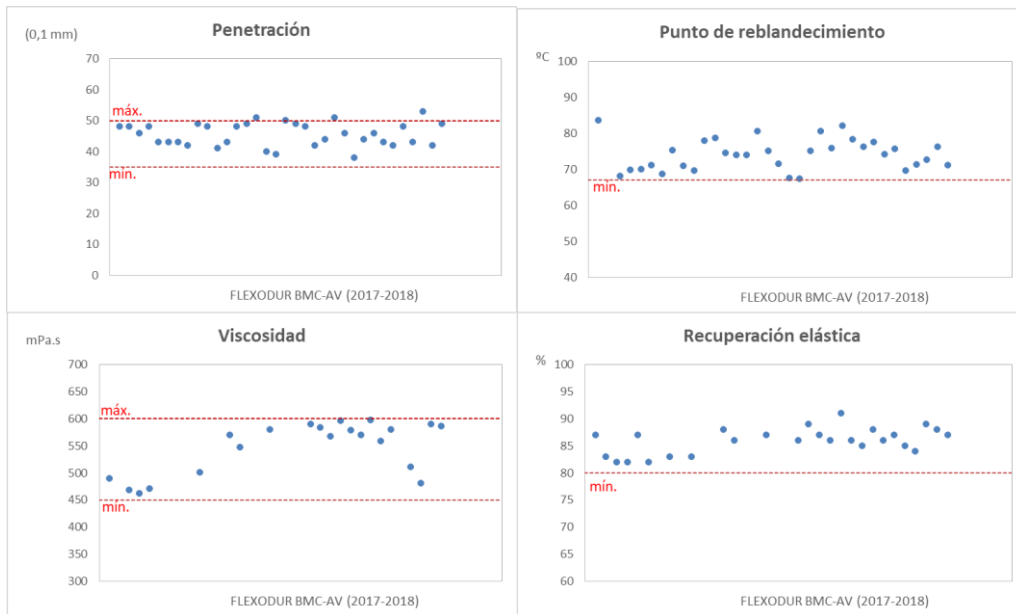 Penetración
(0,1 mm)
70
60
máx.
50
40
mín.
30
20
10
0
FLEXODUR BMC-AV (2017-2018)
Punto de reblandecimiento
ºC
100
90
80
70
mín.
60
50
40
FLEXODUR BMC-AV (2017-2018)
Viscosidad
mPa.s
700
650
máx.
600
550
500
450
mín.
400
350
300
FLEXODUR BMC-AV (2017-2018)
Recuperación elástica
%
100
95
90
85
80
mín.
75
70
65
60
FLEXODUR BMC-AV (2017-2018)